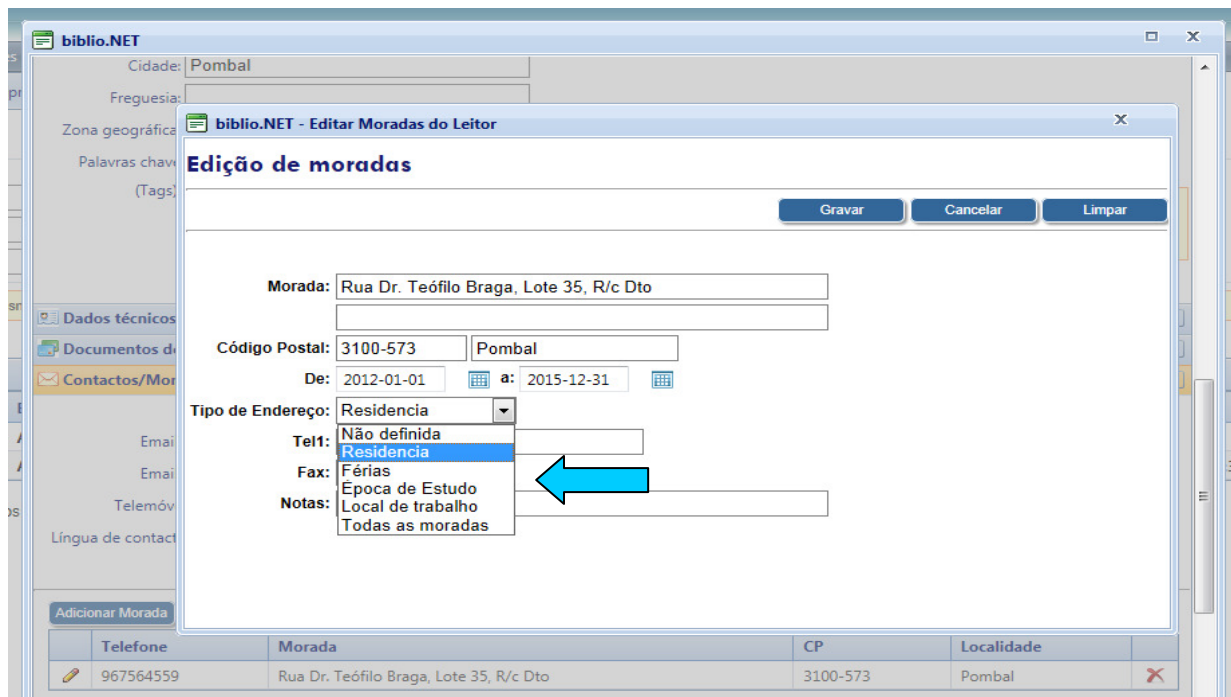 biblio.NET
Cidade: Pombal
Freguesia:
Zona geográfica
Palavras chave
(Tags)
biblio.NET - Editar Moradas do Leitor
Edição de moradas
Gravar Cancelar Limpar
Morada: Rua Dr. Teófilo Braga, Lote 35, R/c Dto
Código Postal: 3100-573 Pombal
De: 2012-01-01 a: 2015-12-31
Tipo de Endereço: Residencia
Não definida
Residencia
Férias
Época de Estudo
Local de trabalho
Todas as moradas
Tel1:
Fax:
Notas:
Dados técnicos
Documentos d
Contactos/Mor
Emai
Emai
Telemóv
Língua de contact
Adicionar Morada
Telefone Morada CP Localidade
967564559 Rua Dr. Teófilo Braga, Lote 35, R/c Dto 3100-573 Pombal